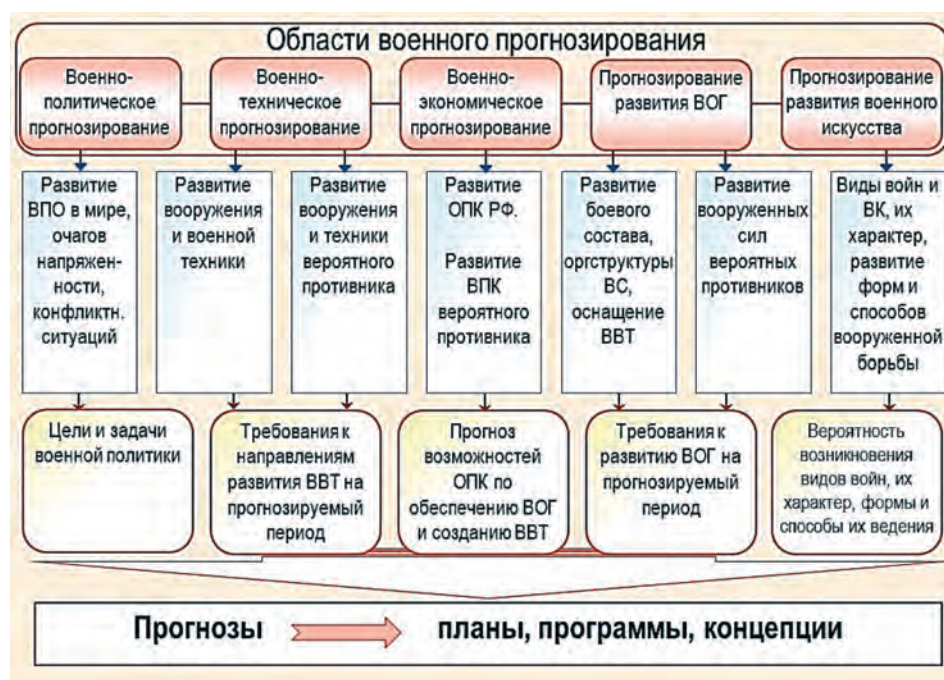 Области военного прогнозирования
Военно-
политическое
прогнозирование
Военно-
техническое
прогнозирование
Военно-
экономическое
прогнозирование
Прогнозирование
развития ВОГ
Прогнозирование
развития военного
искусства
Развитие
ВПО в мире,
очагов
напряжен-
ности,
конфликтн.
ситуаций
Развитие
вооружения
и военной
техники
Развитие
вооружения
и техники
вероятного
противника
Развитие
ОПК РФ.
Развитие
ВПК
вероятного
противника
Развитие
боевого
состава,
оргструктуры
ВС,
оснащение
ВВТ
Развитие
вооруженных
сил
вероятных
противников
Виды войн и
ВК, их
характер,
развитие
форм и
способов
вооруженной
борьбы
Цели и задачи
военной политики
Требования к
направлениям
развития ВВТ на
прогнозируемый
период
Прогноз
возможностей
ОПК по
обеспечению ВОГ
и созданию ВВТ
Требования к
развитию ВОГ на
прогнозируемый
период
Вероятность
возникновения
видов войн, их
характер, формы и
способы их ведения
Прогнозы планы, программы, концепции